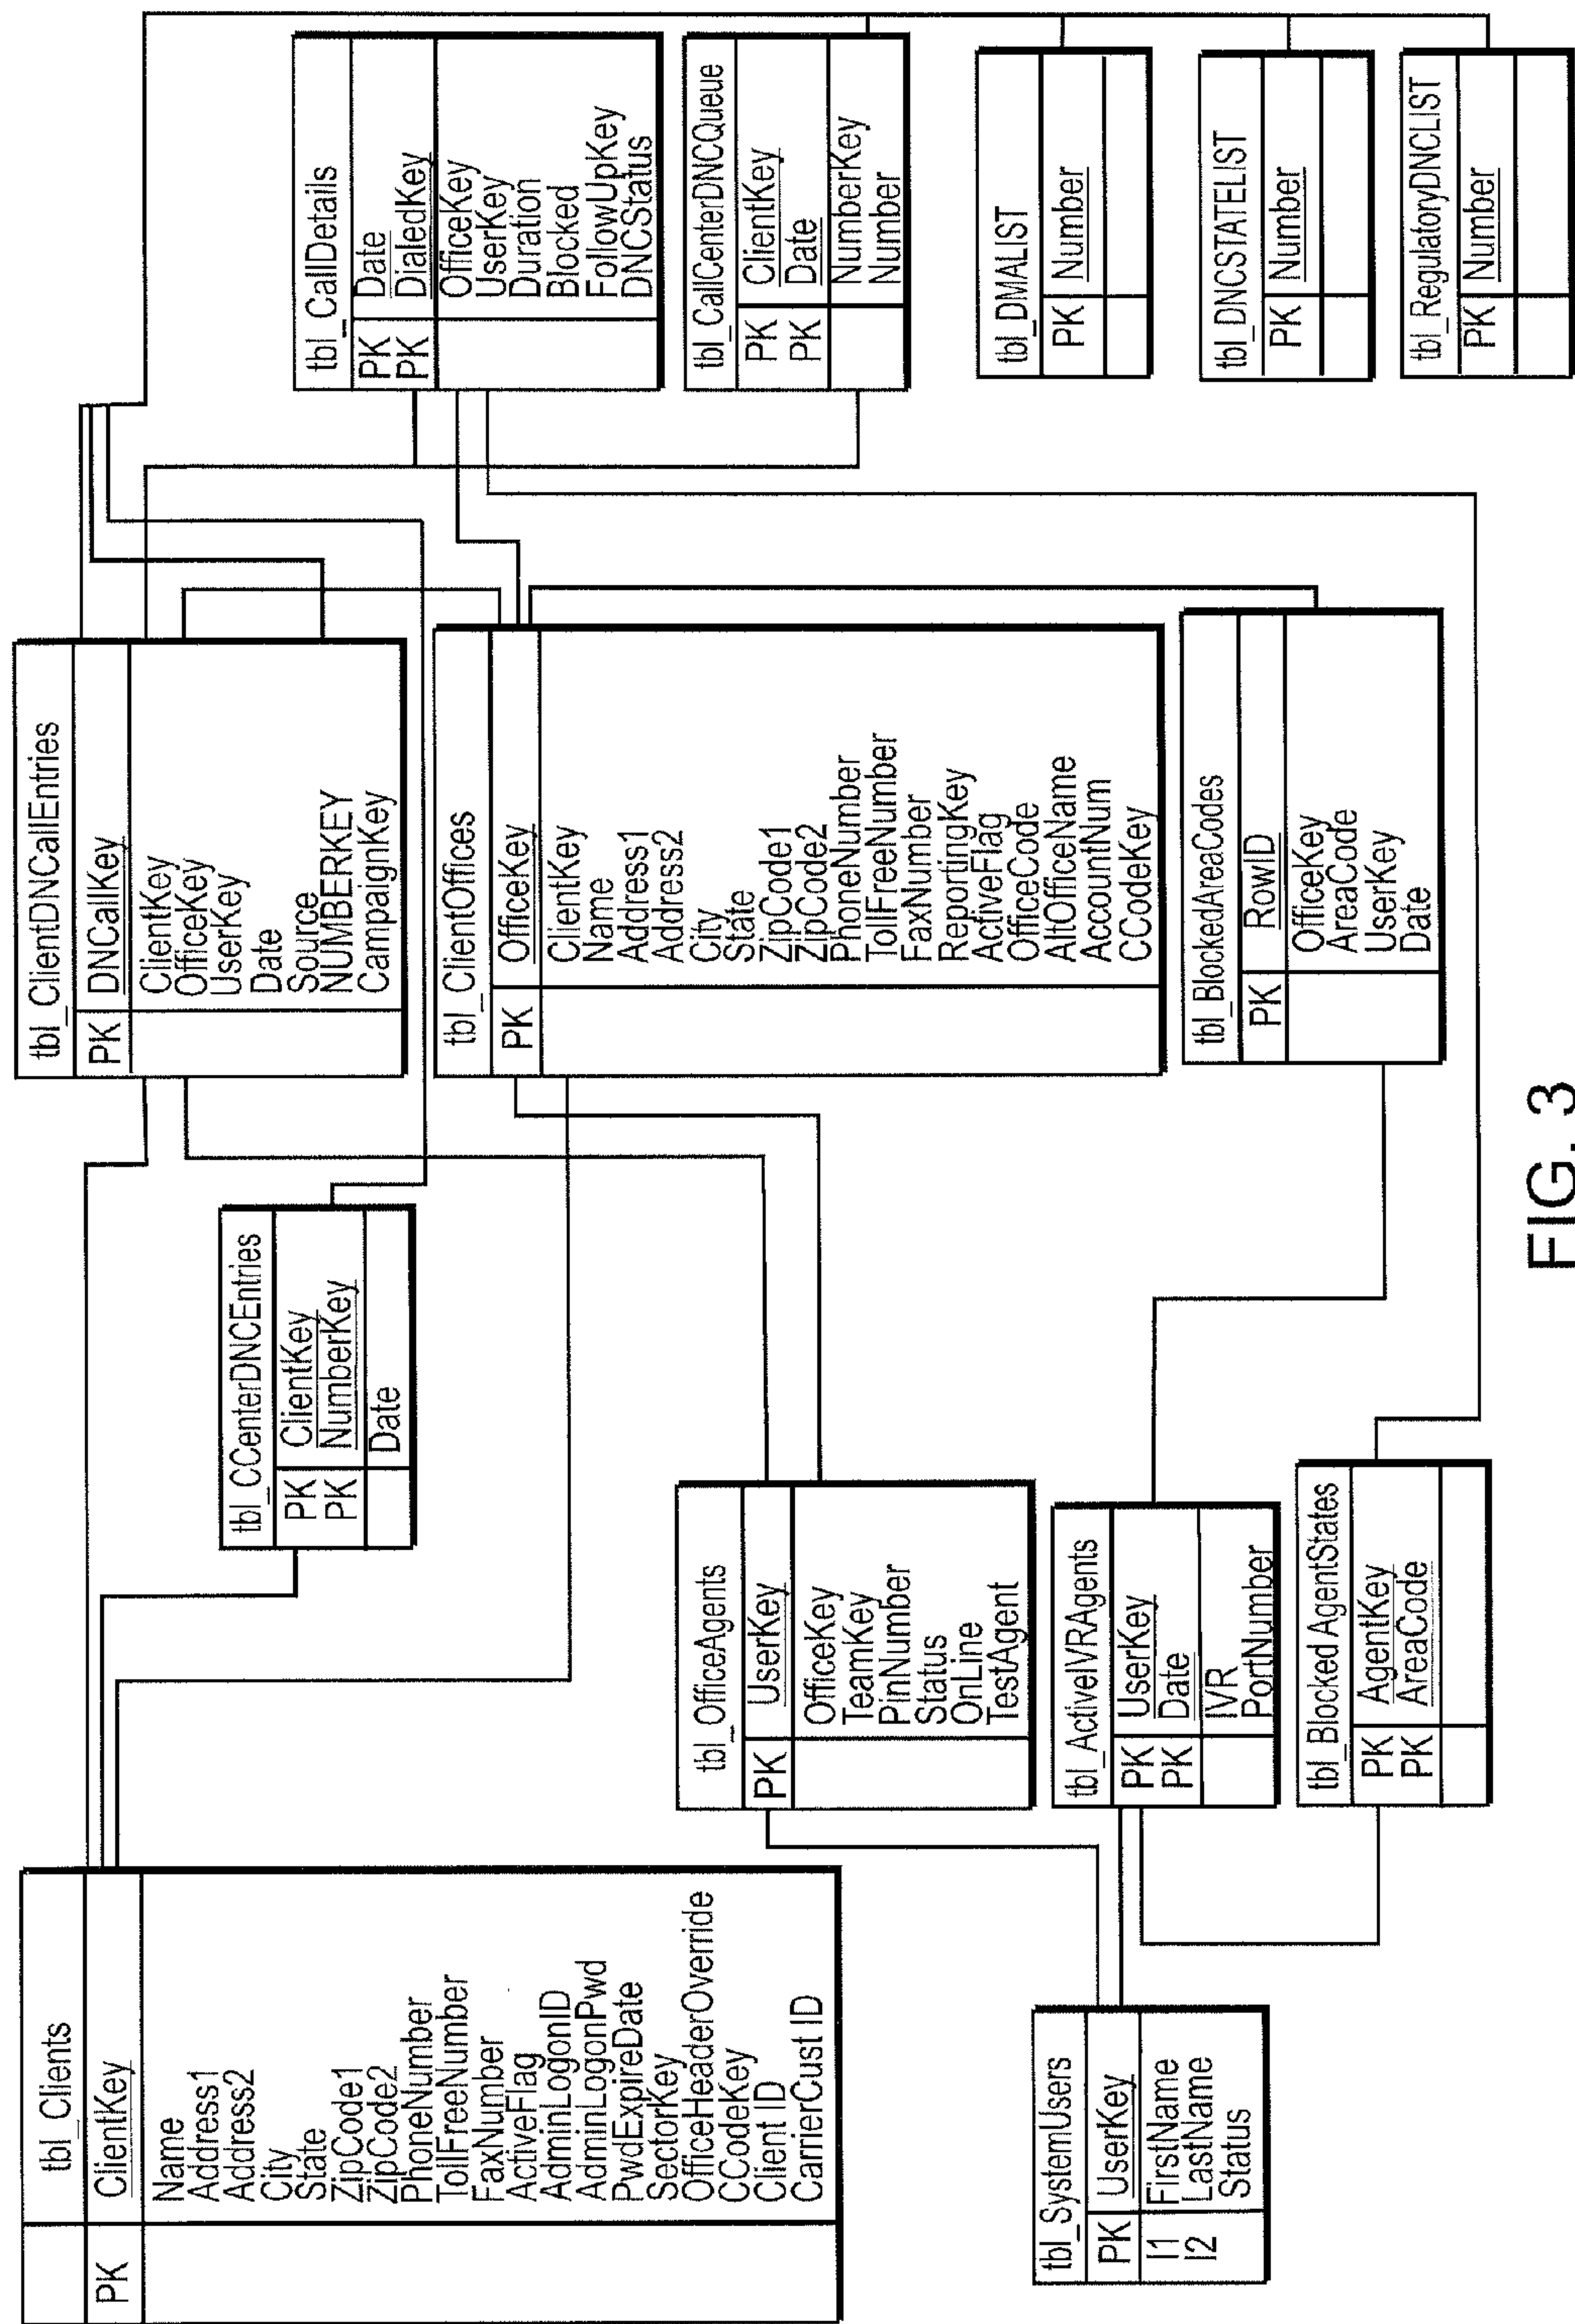 tbl_Clients
PK ClientKey
Name
Address1
Address2
City
State
ZipCode1
ZipCode2
PhoneNumber
TollFreeNumber
FaxNumber
ActiveFlag
AdminLogonID
AdminLogonPwd
PwdExpireDate
SectorKey
OfficeHeaderOverride
CCodeKey
Client ID
CarrierCust ID
tbl_SystemUsers
PK UserKey
I1 FirstName
I2 LastName
Status
tbl_CCenterDNCEntries
PK ClientKey
PK NumberKey
Date
tbl_OfficeAgents
PK UserKey
OfficeKey
TeamKey
PinNumber
Status
OnLine
TestAgent
tbl_ActiveIVRAgents
PK UserKey
PK Date
IVR
PortNumber
tbl_Blocked AgentStates
PK AgentKey
PK AreaCode
tbl_ClientDNCallEntries
PK DNCallKey
ClientKey
OfficeKey
UserKey
Date
Source
NUMBERKEY
CampaignKey
tbl_ClientOffices
PK OfficeKey
ClientKey
Name
Address1
Address2
City
State
ZipCode1
ZipCode2
PhoneNumber
TollFreeNumber
FaxNumber
ReportingKey
ActiveFlag
OfficeCode
AltOfficeName
AccountNum
CCodeKey
tbl_BlockedAreaCodes
PK RowID
OfficeKey
AreaCode
UserKey
Date
tbl_CallDetails
PK Date
PK DialedKey
OfficeKey
UserKey
Duration
Blocked
FollowUpKey
DNCStatus
tbl_CallCenterDNCQueue
PK ClientKey
PK Date
NumberKey
Number
tbl_DMALIST
PK Number
tbl_DNCSTATELIST
PK Number
tbl_RegulatoryDNCLIST
PK Number
FIG. 3